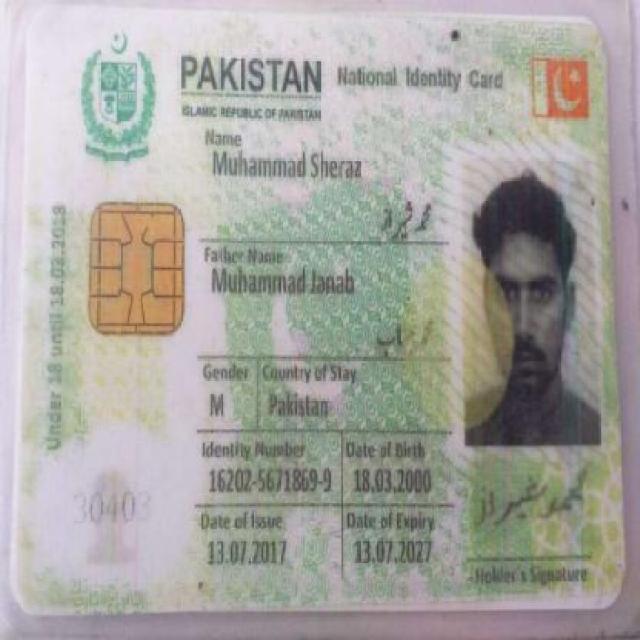 PAKISTAN National Identity Card
ISLAMIC REPUBLIC OF PAKISTAN
Name
Muhammad Sheraz
محمد شیراز
Father Name
Muhammad Janab
Gender Country of Stay
M Pakistan
Identity Number Date of Birth
16202-5671869-9 18.03.2000
Date of Issue Date of Expiry
13.07.2017 13.07.2027
محمد شیراز
Holder's Signature
Under 18 until 18.03.2018
30403